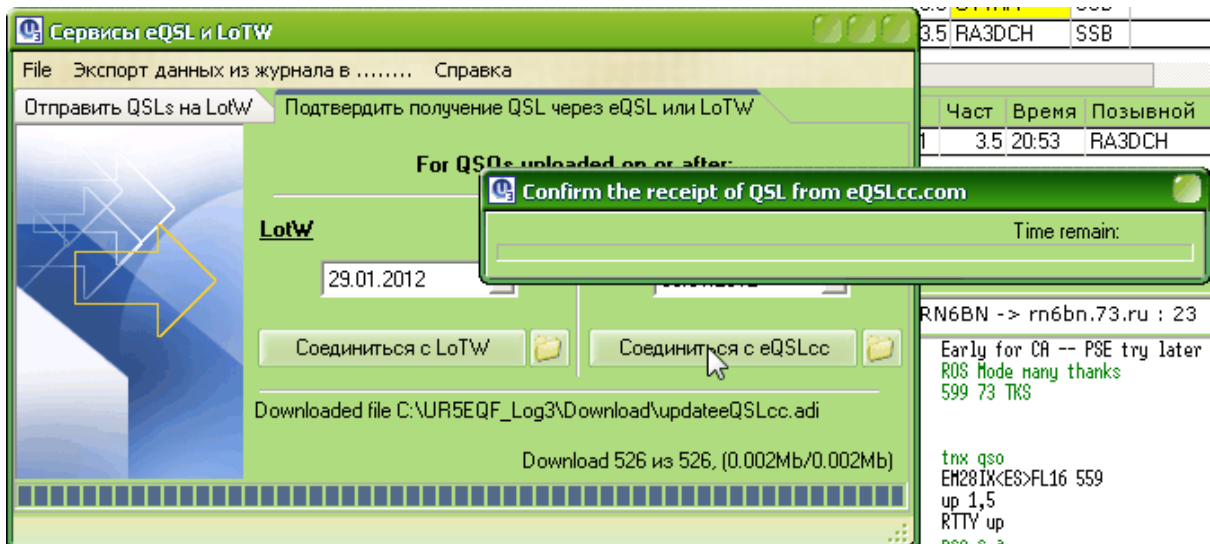 Сервисы eQSL и LoTW
File Экспорт данных из журнала в ........ Справка
Отправить QSLs на LotW Подтвердить получение QSL через eQSL или LoTW
For QSOs uploaded on or after:
LotW
29.01.2012
Соединиться с LoTW Соединиться с eQSLcc
Downloaded file C:\UR5EQF_Log3\Download\updateeQSLcc.adi
Download 526 из 526, (0.002Mb/0.002Mb)
Confirm the receipt of QSL from eQSLcc.com
Time remain:
3.5 RA3DCH SSB
Част Время Позывной
1 3.5 20:53 RA3DCH
RN6BN -> rn6bn.73.ru : 23
Early for CA -- PSE try later
ROS Mode many thanks
599 73 TKS
tnx qso
EM28IX<ES>FL16 559
up 1,5
RTTY up